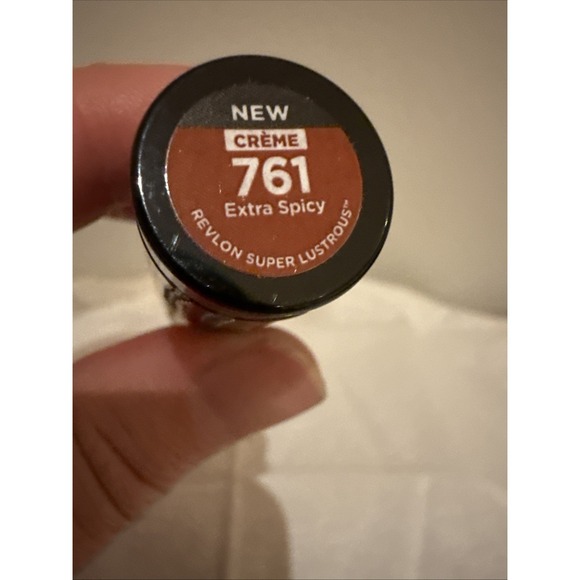 NEW
CRÈME
761
Extra Spicy
REVLON SUPER LUSTROUS™